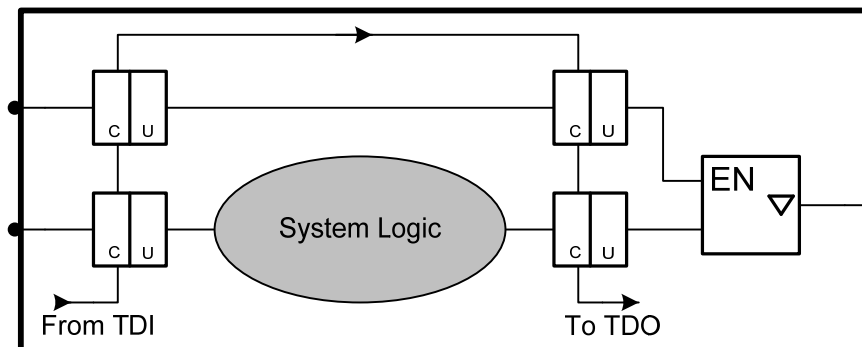 C U
C U
EN
C U
System Logic
C U
From TDI
To TDO